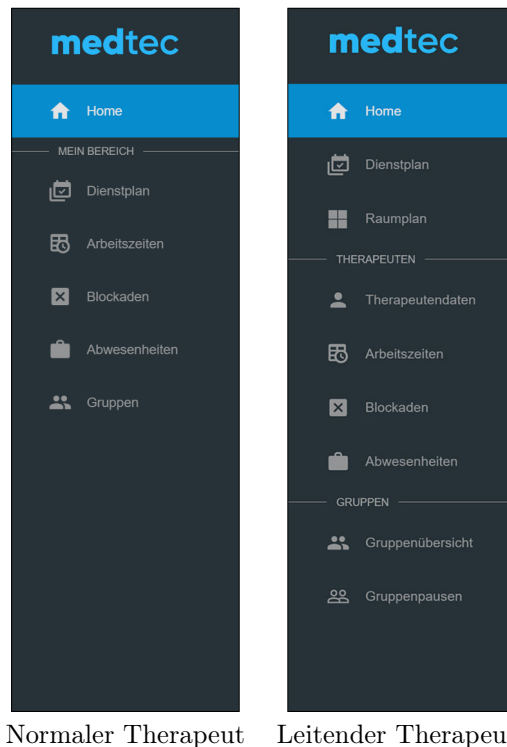 medtec
Home
MEIN BEREICH
Dienstplan
Arbeitszeiten
Blockaden
Abwesenheiten
Gruppen
Normaler Therapeut
medtec
Home
Dienstplan
Raumplan
THERAPEUTEN
Therapeutendaten
Arbeitszeiten
Blockaden
Abwesenheiten
GRUPPEN
Gruppenübersicht
Gruppenpausen
Leitender Therapeu